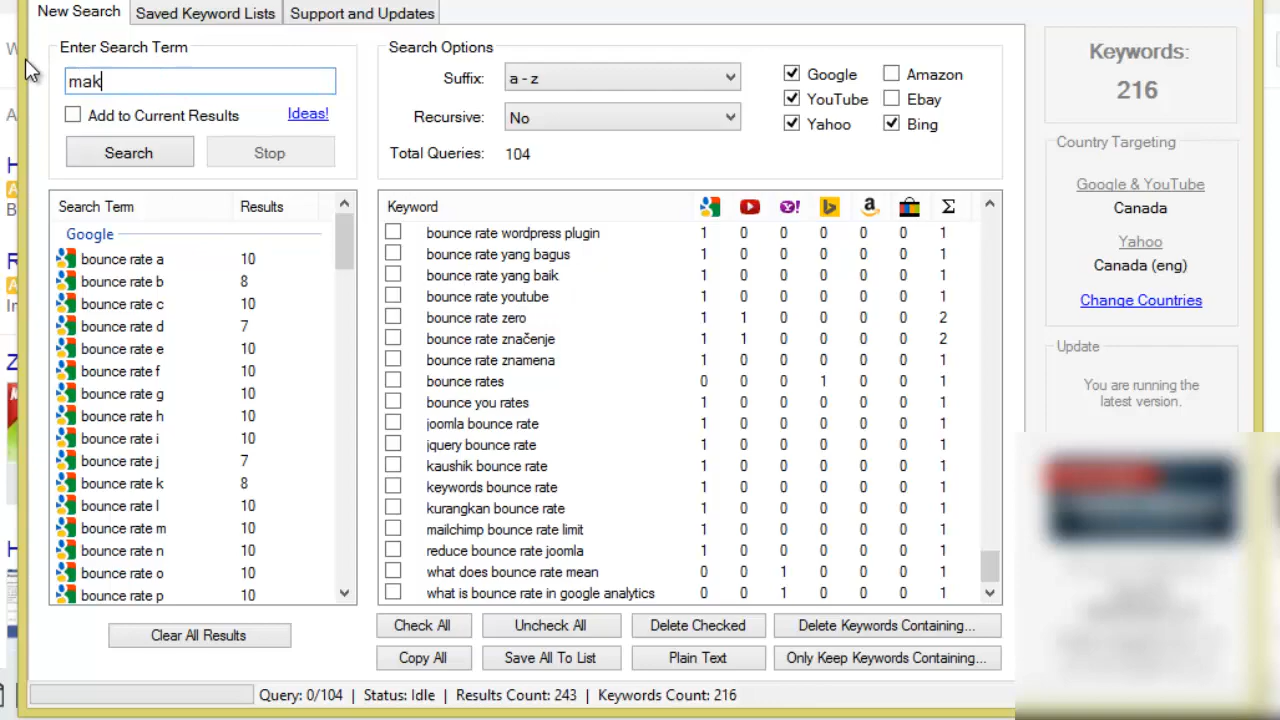 New Search
Saved Keyword Lists
Support and Updates
Enter Search Term
mak
Add to Current Results
Ideas!
Search
Stop
Search Options
Suffix:
a - z
Recursive:
No
Total Queries:
104
Google
Amazon
YouTube
Ebay
Yahoo
Bing
Keywords:
216
Country Targeting
Google & YouTube
Canada
Yahoo
Canada (eng)
Change Countries
Update
You are running the
latest version.
Search Term Results
Google
bounce rate a 10
bounce rate b 8
bounce rate c 10
bounce rate d 7
bounce rate e 10
bounce rate f 10
bounce rate g 10
bounce rate h 10
bounce rate i 10
bounce rate j 7
bounce rate k 8
bounce rate l 10
bounce rate m 10
bounce rate n 10
bounce rate o 10
bounce rate p 10
Clear All Results
Keyword Σ
bounce rate wordpress plugin 1 0 0 0 0 0 1
bounce rate yang bagus 1 0 0 0 0 0 1
bounce rate yang baik 1 0 0 0 0 0 1
bounce rate youtube 1 0 0 0 0 0 1
bounce rate zero 1 1 0 0 0 0 2
bounce rate značenje 1 1 0 0 0 0 2
bounce rate znamena 1 0 0 0 0 0 1
bounce rates 0 0 0 1 0 0 1
bounce you rates 1 0 0 0 0 0 1
joomla bounce rate 1 0 0 0 0 0 1
jquery bounce rate 1 0 0 0 0 0 1
kaushik bounce rate 1 0 0 0 0 0 1
keywords bounce rate 1 0 0 0 0 0 1
kurangkan bounce rate 1 0 0 0 0 0 1
mailchimp bounce rate limit 1 0 0 0 0 0 1
reduce bounce rate joomla 1 0 0 0 0 0 1
what does bounce rate mean 0 0 1 0 0 0 1
what is bounce rate in google analytics 0 0 1 0 0 0 1
Check All
Uncheck All
Delete Checked
Delete Keywords Containing...
Copy All
Save All To List
Plain Text
Only Keep Keywords Containing...
Query: 0/104 | Status: Idle | Results Count: 243 | Keywords Count: 216